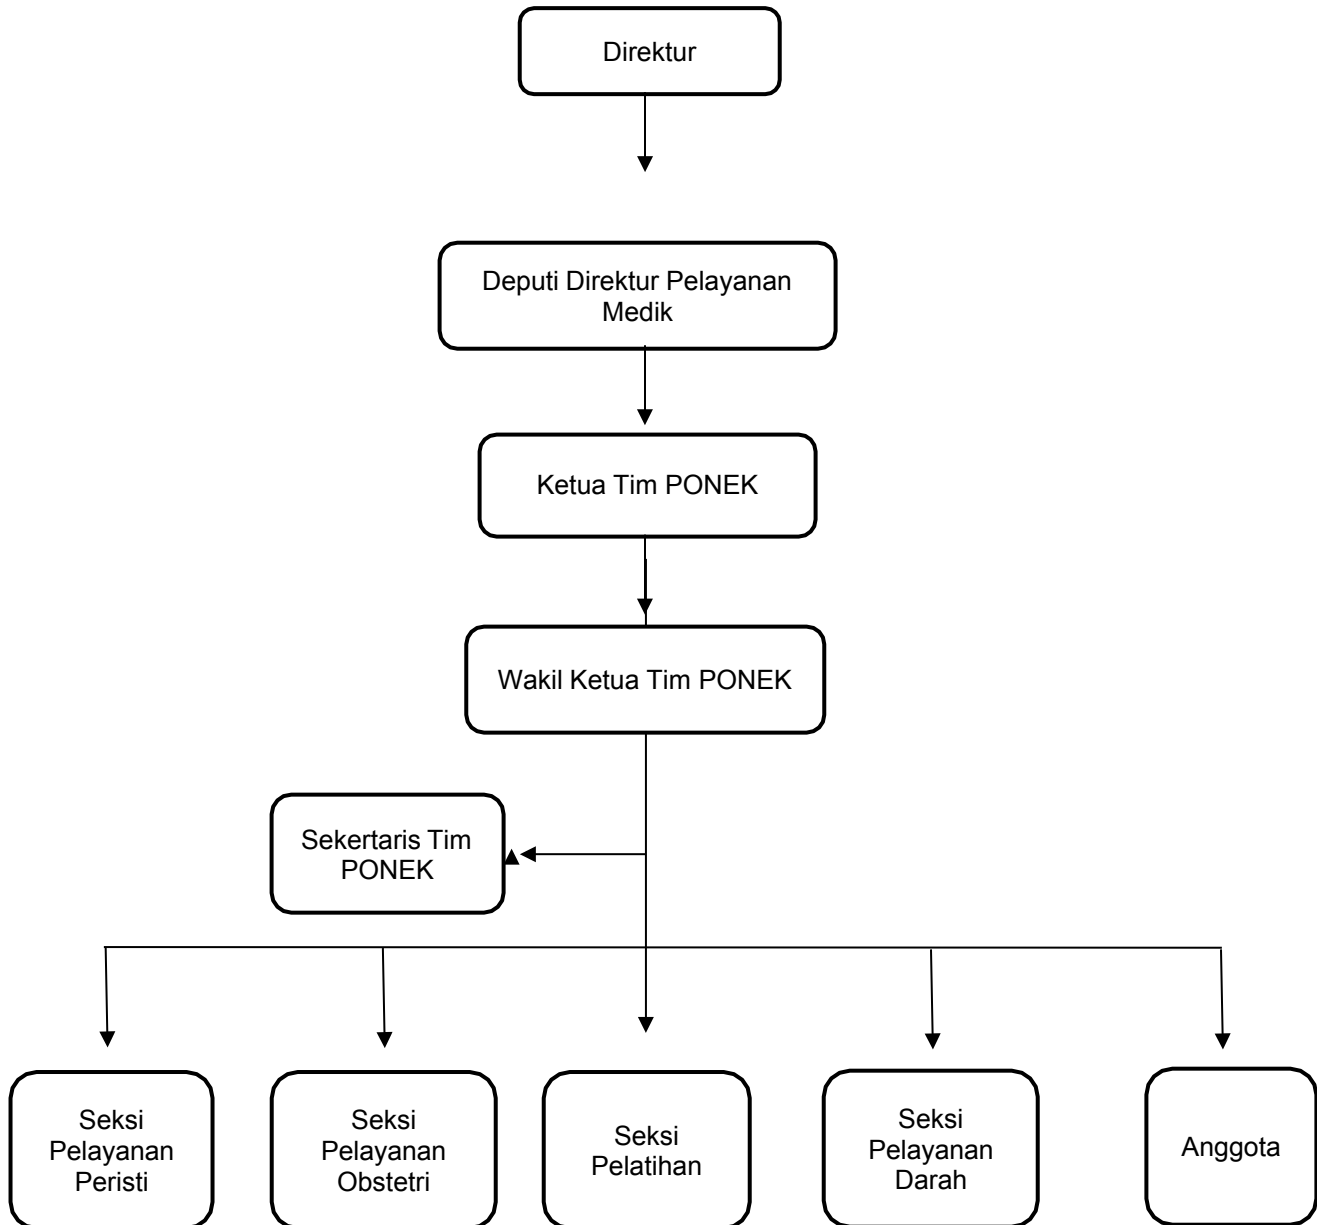 Direktur
Deputi Direktur Pelayanan
Medik
Ketua Tim PONEK
Wakil Ketua Tim PONEK
Sekertaris Tim
PONEK
Seksi
Pelayanan
Peristi
Seksi
Pelayanan
Obstetri
Seksi
Pelatihan
Seksi
Pelayanan
Darah
Anggota